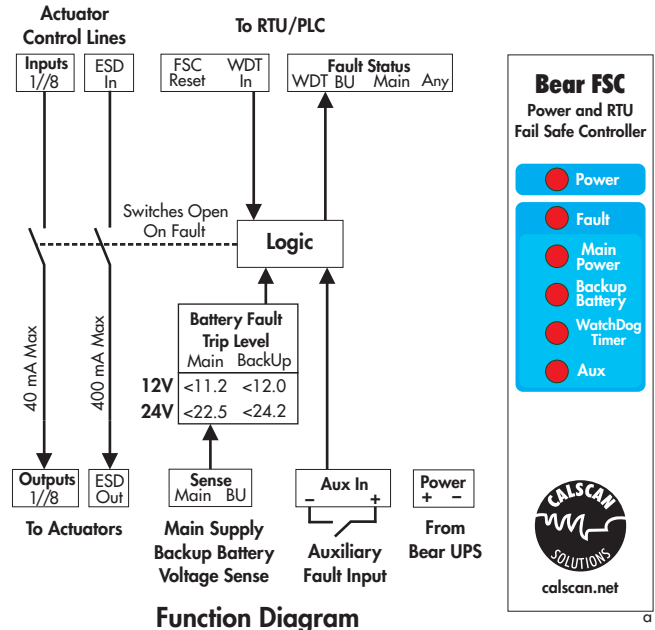 Actuator
Control Lines
To RTU/PLC
Inputs
1//8
ESD
In
FSC WDT
Reset In
Fault Status
WDT BU Main Any
Switches Open
On Fault
Logic
40 mA Max
400 mA Max
Battery Fault
Trip Level
Main BackUp
12V <11.2 <12.0
24V <22.5 <24.2
Outputs
1//8
ESD
Out
Sense
Main BU
Aux In
– +
Power
+ –
To Actuators
Main Supply
Backup Battery
Voltage Sense
Auxiliary
Fault Input
From
Bear UPS
Function Diagram
Bear FSC
Power and RTU
Fail Safe Controller
Power
Fault
Main
Power
Backup
Battery
WatchDog
Timer
Aux
CALSCAN
SOLUTIONS
calscan.net
a